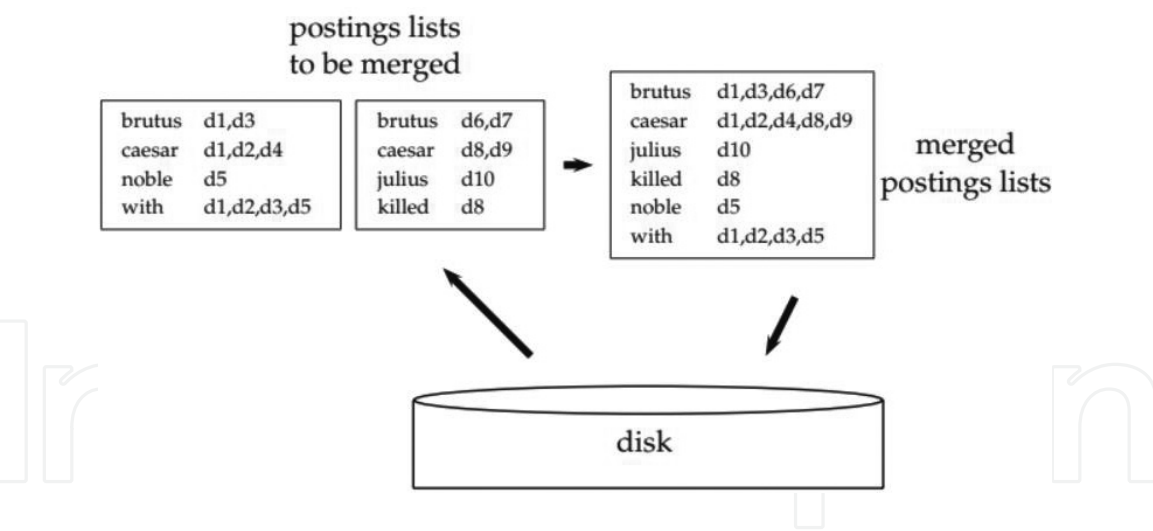 postings lists
to be merged
brutus d1,d3
caesar d1,d2,d4
noble d5
with d1,d2,d3,d5
brutus d6,d7
caesar d8,d9
julius d10
killed d8
brutus d1,d3,d6,d7
caesar d1,d2,d4,d8,d9
julius d10
killed d8
noble d5
with d1,d2,d3,d5
merged
postings lists
disk